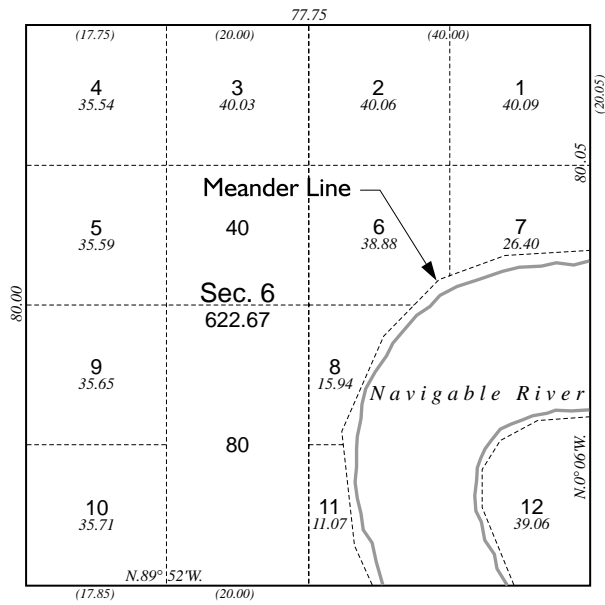 77.75
(17.75) (20.00) (40.00)
4 3 2 1
35.54 40.03 40.06 40.09
(20.05)
80.05
Meander Line
5 40 6 7
35.59 38.88 26.40
80.00
Sec. 6
622.67
9 8
35.65 15.94
Navigable River
80
N.0° 06'W.
10 11 12
35.71 11.07 39.06
N.89° 52'W.
(17.85) (20.00)